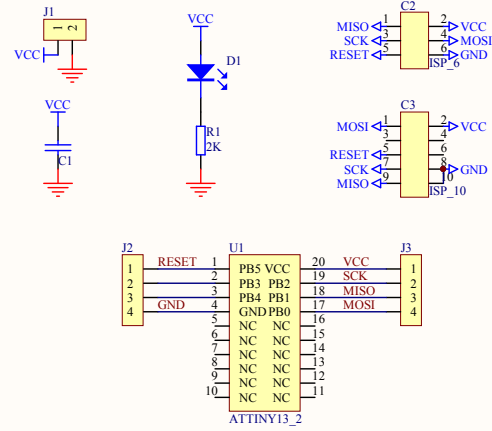 J1
1 2
VCC
VCC
C1
VCC
D1
R1
2K
C2
MISO 1 2 VCC
SCK 3 4 MOSI
RESET 5 6 GND
ISP_6
C3
MOSI 1 2 VCC
3 4
RESET 5 6
SCK 7 8 GND
MISO 9 10
ISP_10
J2 U1 J3
1 RESET 1 PB5 VCC 20 VCC 1
2 2 PB3 PB2 19 SCK 2
3 3 PB4 PB1 18 MISO 3
4 GND 4 GND PB0 17 MOSI 4
5 NC NC 16
6 NC NC 15
7 NC NC 14
8 NC NC 13
9 NC NC 12
10 NC NC 11
ATTINY13_2